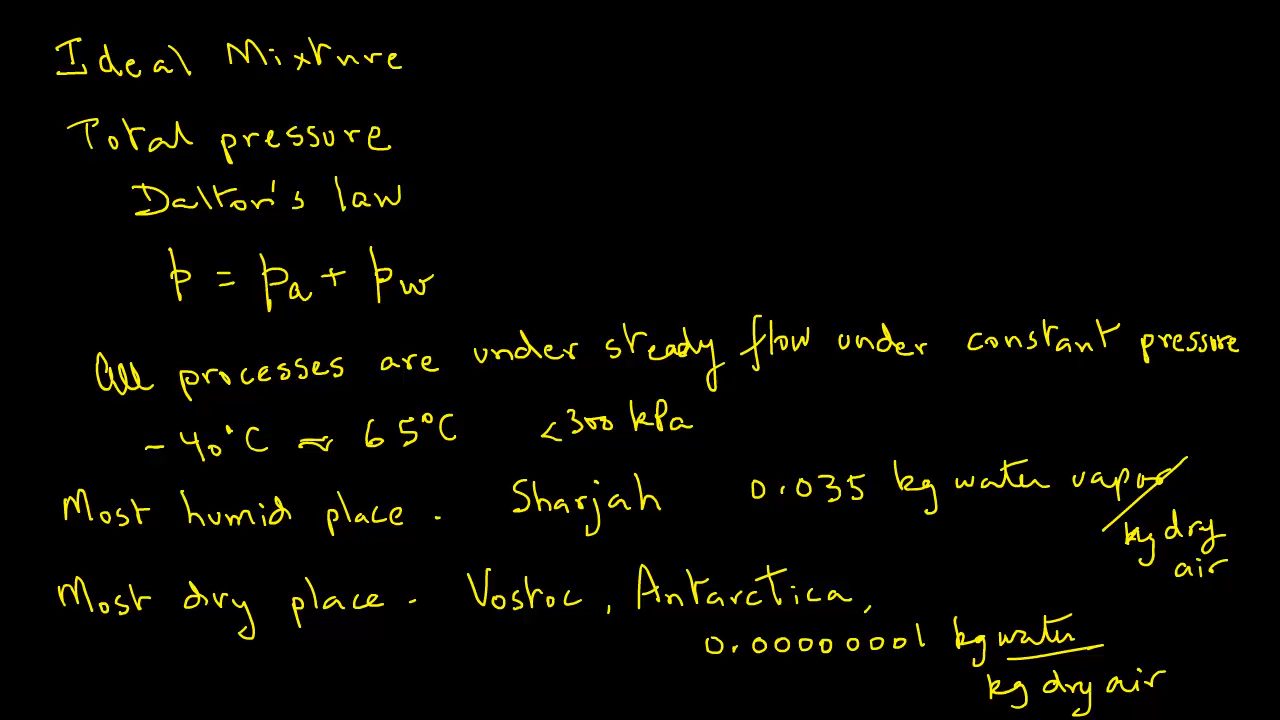 Ideal Mixture
Total pressure
Dalton's law
p = pa + pw
All processes are under steady flow under constant pressure
- 40°C ~ 65°C <300 kPa
Most humid place. Sharjah 0.035 kg water vapor/
kg dry
air
Most dry place. Vostoc, Antarctica,
0.00000001 kg water
kg dry air